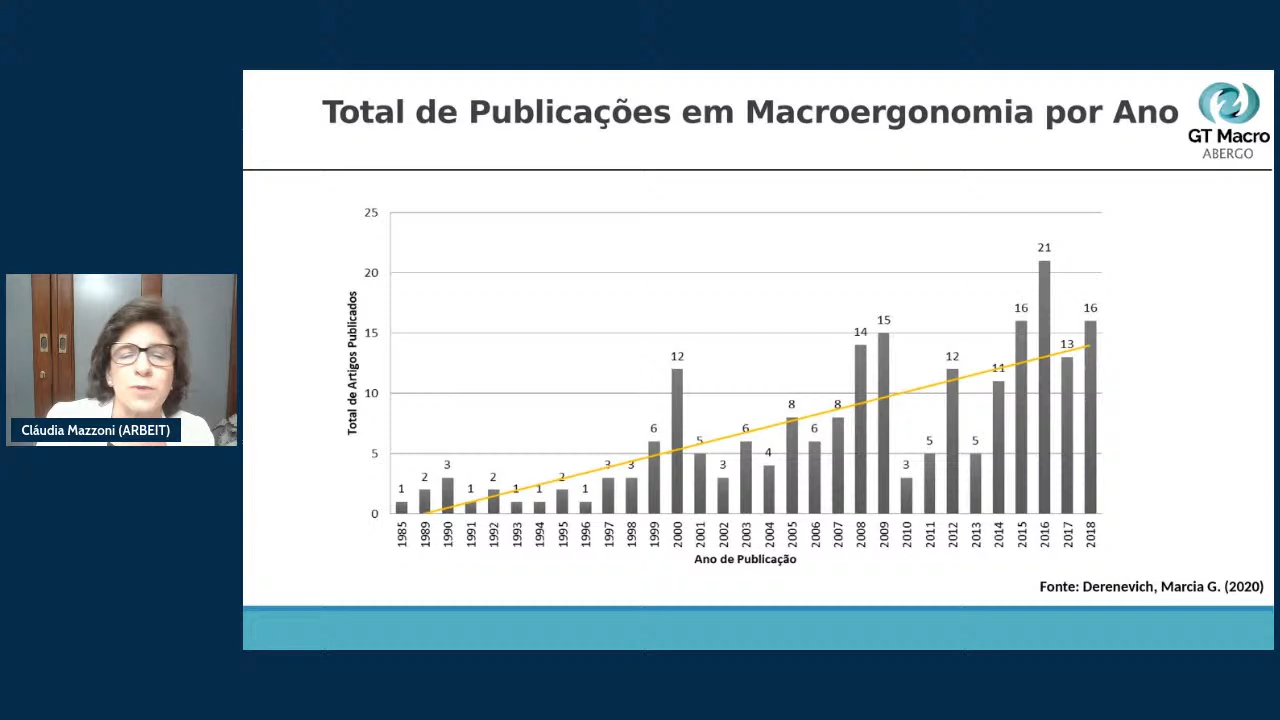 Total de Publicações em Macroergonomia por Ano
GT Macro
ABERGO
Cláudia Mazzoni (ARBEIT)
Total de Artigos Publicados
25
20
15
10
5
0
1 2 3 1 2 1 1 2 1 3 3 6 12 5 3 6 4 8 6 8 14 15 3 5 12 5 11 16 21 13 16
1985 1989 1990 1991 1992 1993 1994 1995 1996 1997 1998 1999 2000 2001 2002 2003 2004 2005 2006 2007 2008 2009 2010 2011 2012 2013 2014 2015 2016 2017 2018
Ano de Publicação
Fonte: Derenevich, Marcia G. (2020)